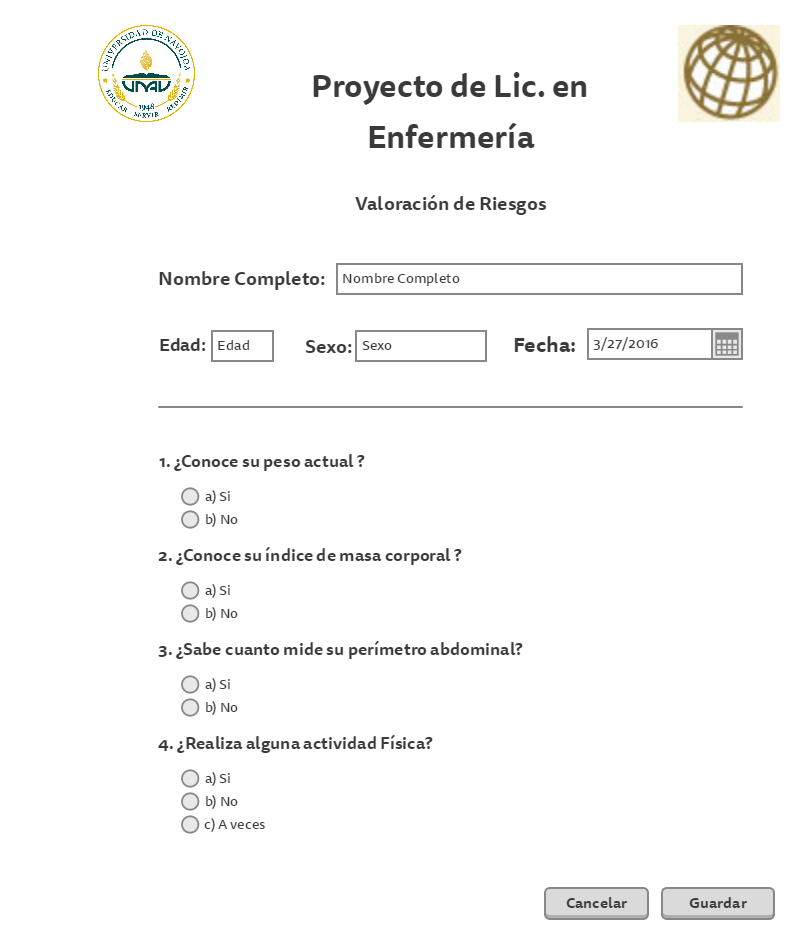 UNIVERSIDAD DE NAVOJOA
UNAV
1948
EDUCAR SERVIR REDIMIR
Proyecto de Lic. en
Enfermería
Valoración de Riesgos
Nombre Completo: Nombre Completo
Edad: Edad Sexo: Sexo Fecha: 3/27/2016
1. ¿Conoce su peso actual ?
a) Si
b) No
2. ¿Conoce su índice de masa corporal ?
a) Si
b) No
3. ¿Sabe cuanto mide su perímetro abdominal?
a) Si
b) No
4. ¿Realiza alguna actividad Física?
a) Si
b) No
c) A veces
Cancelar Guardar